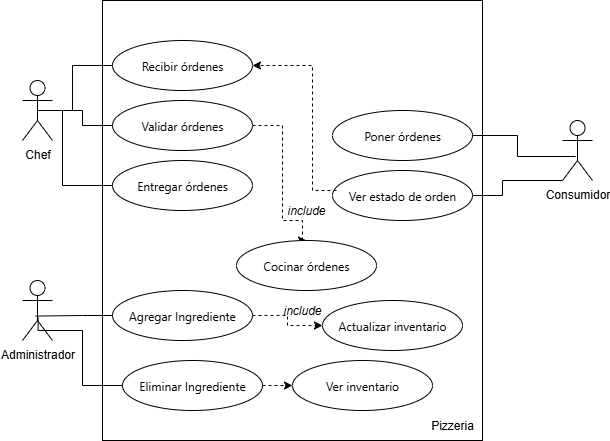 Recibir órdenes
Validar órdenes
Poner órdenes
Chef
Entregar órdenes
Ver estado de orden
Consumidor
include
Cocinar órdenes
include
Agregar Ingrediente
Actualizar inventario
Administrador
Eliminar Ingrediente
Ver inventario
Pizzeria